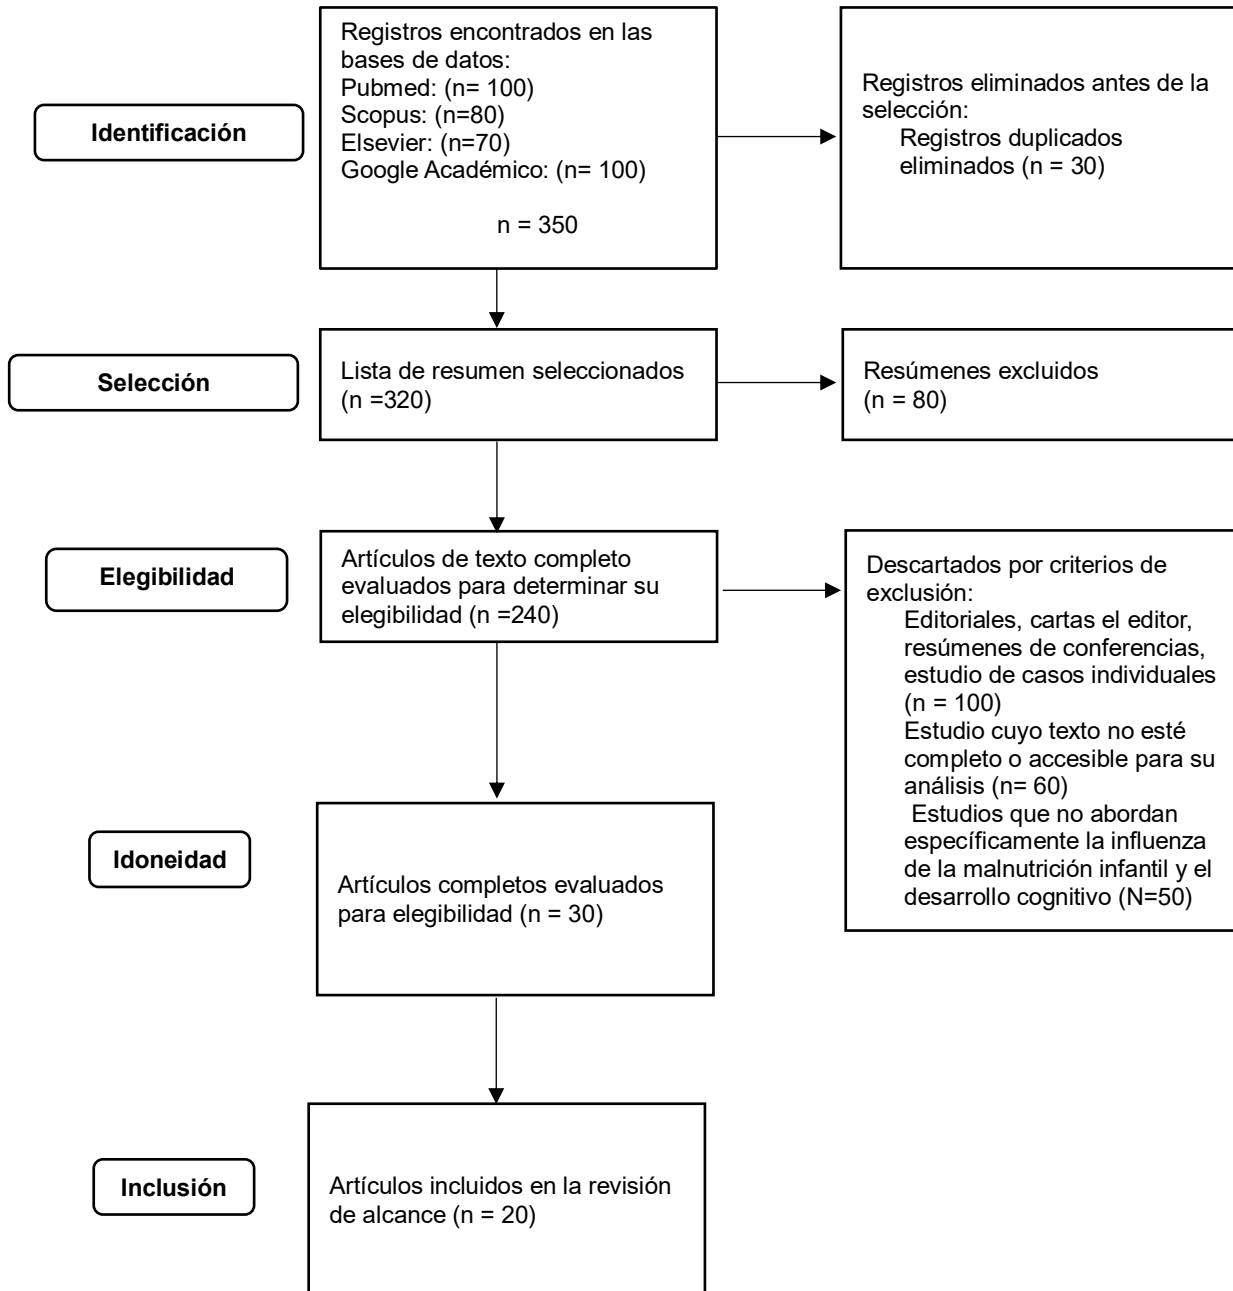 Registros encontrados en las
bases de datos:
Pubmed: (n= 100)
Scopus: (n=80)
Elsevier: (n=70)
Google Académico: (n= 100)
n = 350
Registros eliminados antes de la
selección:
Registros duplicados
eliminados (n = 30)
Identificación
Selección
Lista de resumen seleccionados
(n =320)
Resúmenes excluidos
(n = 80)
Elegibilidad
Artículos de texto completo
evaluados para determinar su
elegibilidad (n =240)
Descartados por criterios de
exclusión:
Editoriales, cartas el editor,
resúmenes de conferencias,
estudio de casos individuales
(n = 100)
Estudio cuyo texto no esté
completo o accesible para su
análisis (n= 60)
Estudios que no abordan
específicamente la influenza
de la malnutrición infantil y el
desarrollo cognitivo (N=50)
Idoneidad
Artículos completos evaluados
para elegibilidad (n = 30)
Inclusión
Artículos incluidos en la revisión
de alcance (n = 20)